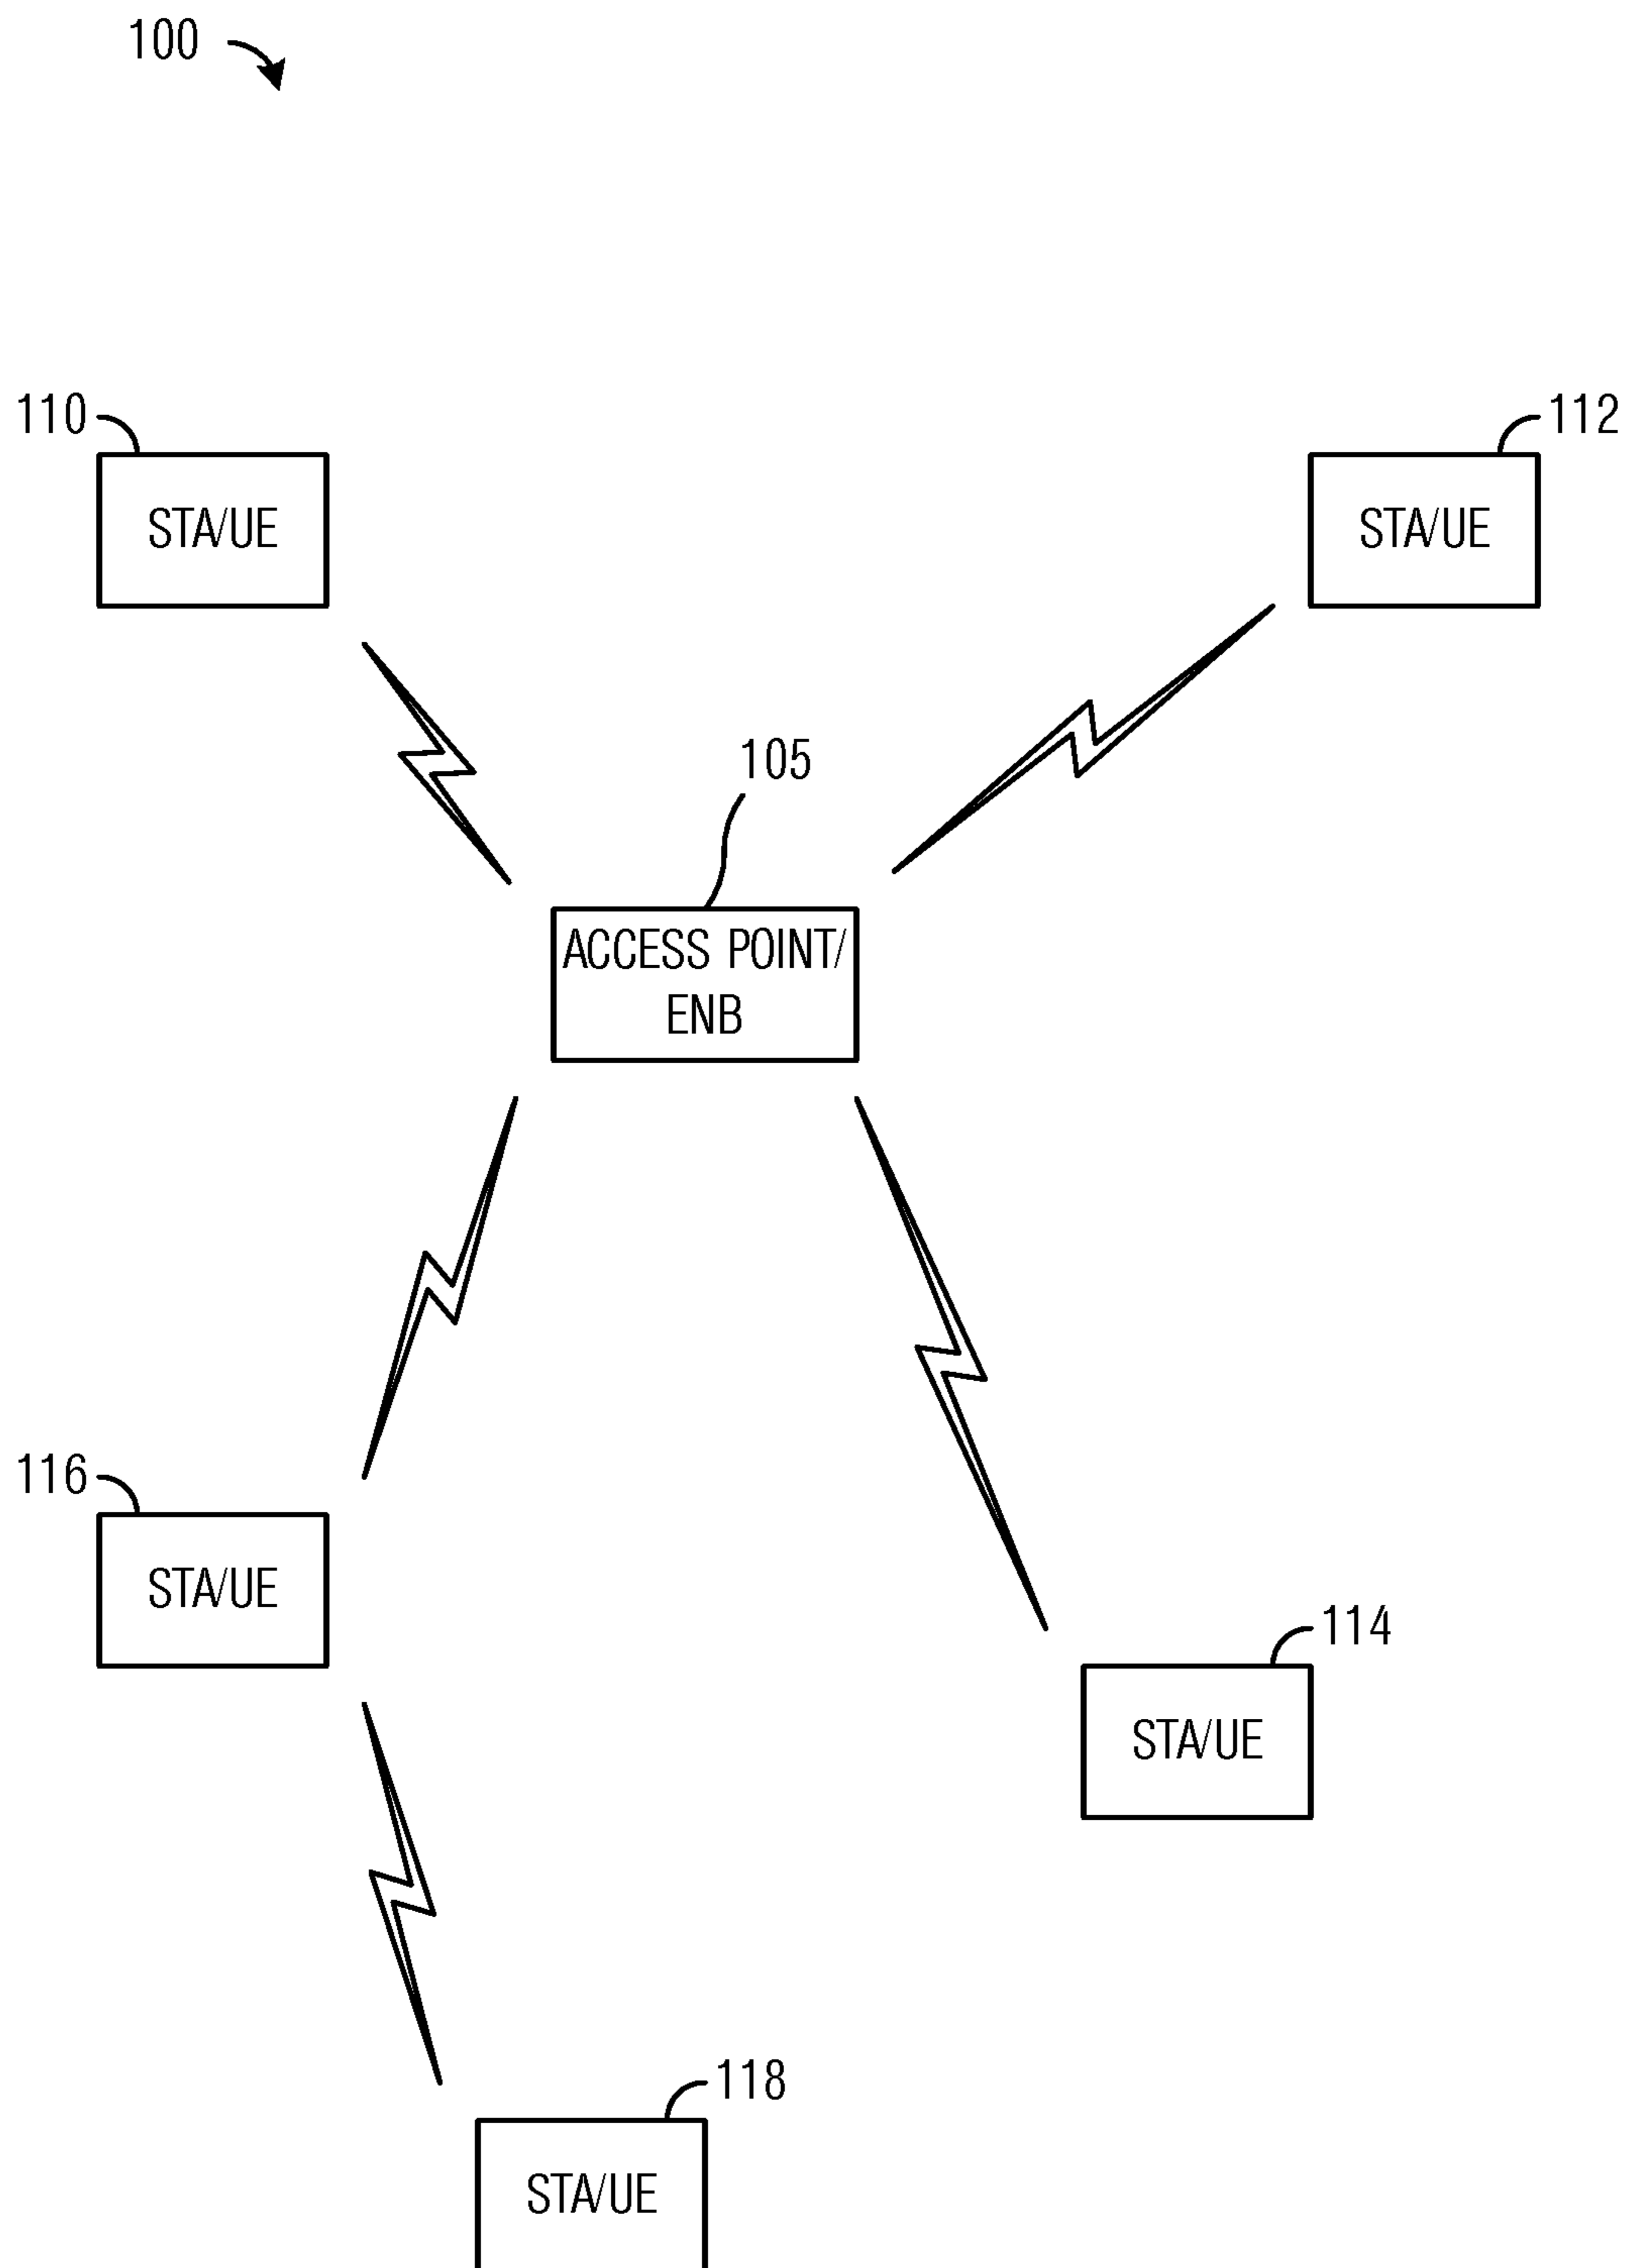 100
110
112
STA/UE
STA/UE
105
ACCESS POINT/
ENB
116
STA/UE
114
STA/UE
118
STA/UE